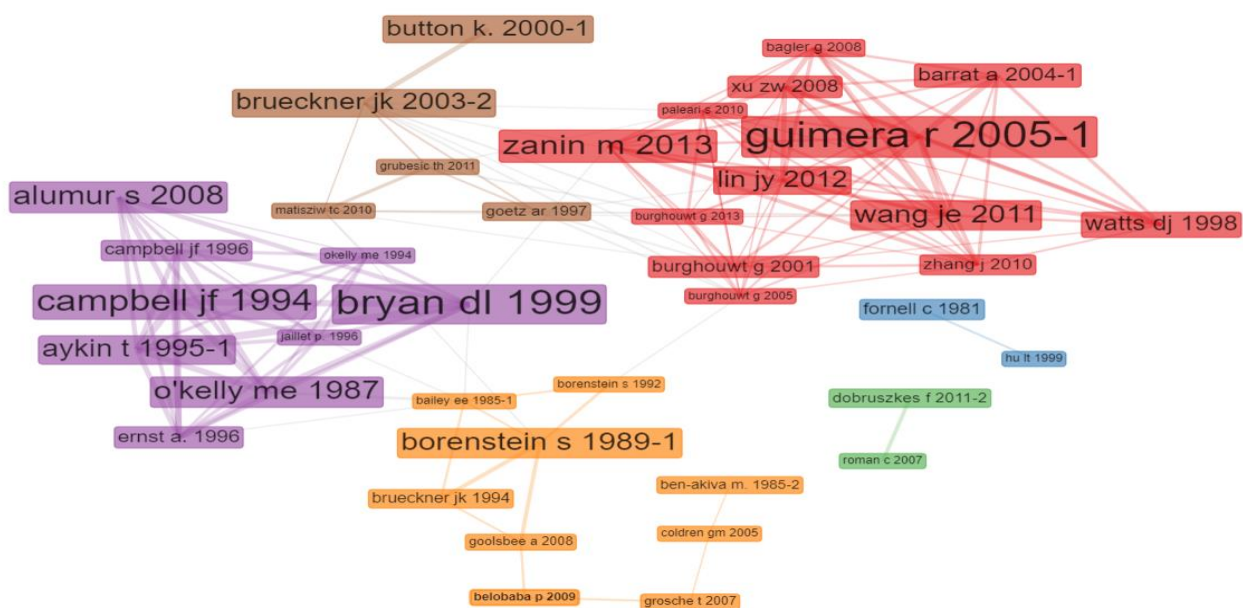 button k. 2000-1
bagler g 2008
barrat a 2004-1
xu zw 2008
brueckner jk 2003-2
paleari s 2010
guimera r 2005-1
zanin m 2013
grubesic th 2011
lin jy 2012
alumur s 2008
matisziw tc 2010
goetz ar 1997
burghouwt g 2013
wang je 2011
watts dj 1998
campbell jf 1996
okelly me 1994
burghouwt g 2001
zhang j 2010
campbell jf 1994
bryan dl 1999
burghouwt g 2005
fornell c 1981
jaillet p. 1996
aykin t 1995-1
hu lt 1999
o'kelly me 1987
borenstein s 1992
bailey ee 1985-1
dobruszkes f 2011-2
ernst a. 1996
borenstein s 1989-1
roman c 2007
brueckner jk 1994
ben-akiva m. 1985-2
goolsbee a 2008
coldren gm 2005
belobaba p 2009
grosche t 2007